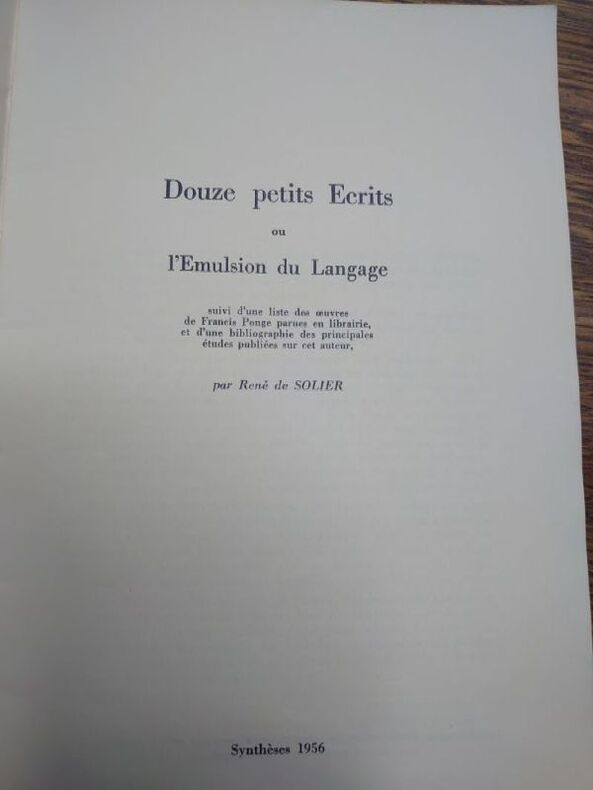 Douze petits Ecrits
ou
l'Emulsion du Langage
suivi d'une liste des œuvres
de Francis Ponge parues en librairie,
et d'une bibliographie des principales
études publiées sur cet auteur,
par René de SOLIER
Synthèses 1956